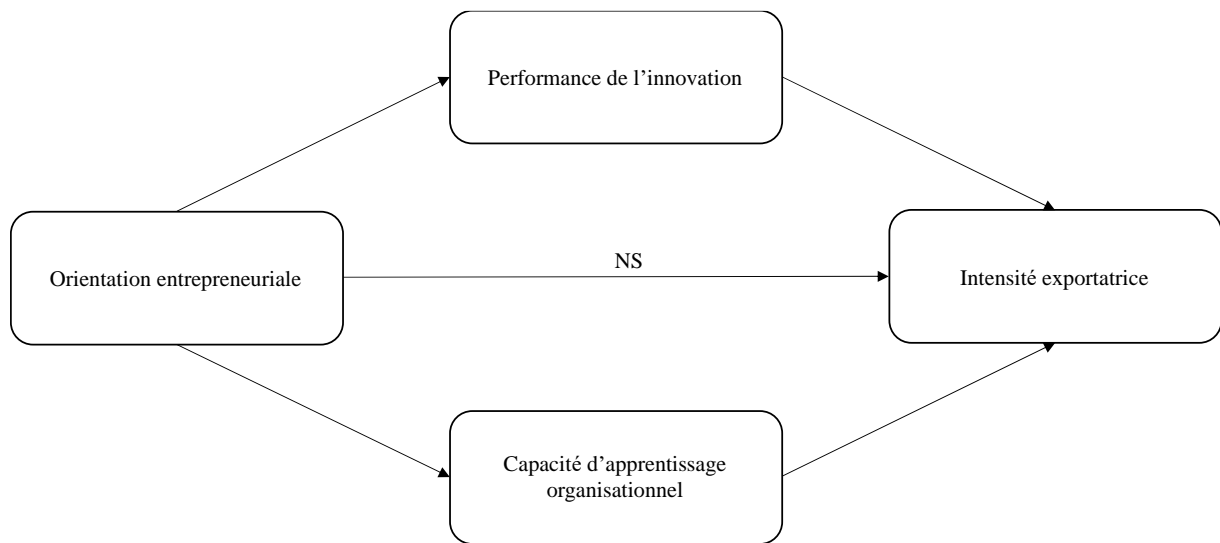 Performance de l’innovation
NS
Orientation entrepreneuriale
Intensité exportatrice
Capacité d’apprentissage
organisationnel